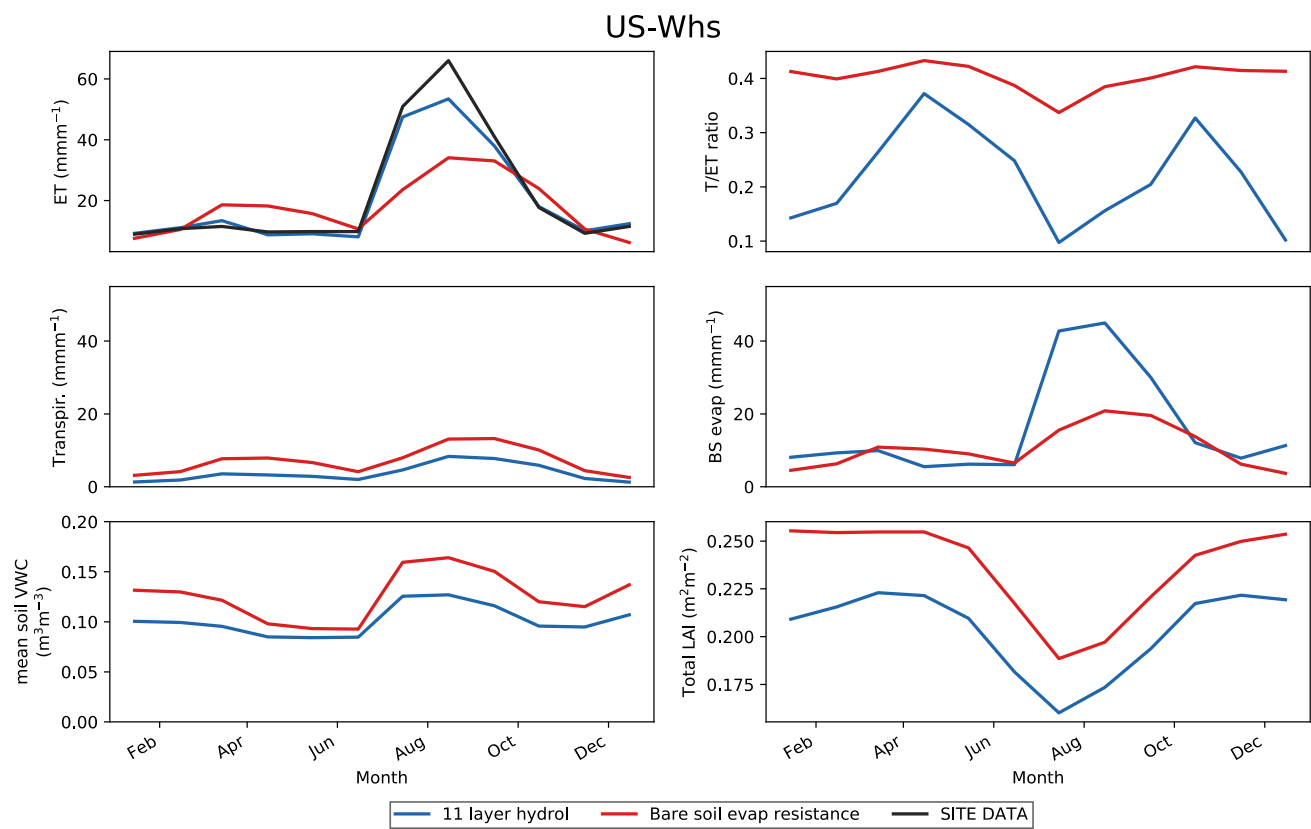 US-Whs
ET (mmm⁻¹)
60
40
20
T/ET ratio
0.4
0.3
0.2
0.1
Transpir. (mmm⁻¹)
40
20
0
BS evap (mmm⁻¹)
40
20
0
mean soil VWC
(m³m⁻³)
0.20
0.15
0.10
0.05
0.00
Feb Apr Jun Aug Oct Dec
Month
Total LAI (m²m⁻²)
0.250
0.225
0.200
0.175
Feb Apr Jun Aug Oct Dec
Month
11 layer hydrol Bare soil evap resistance SITE DATA